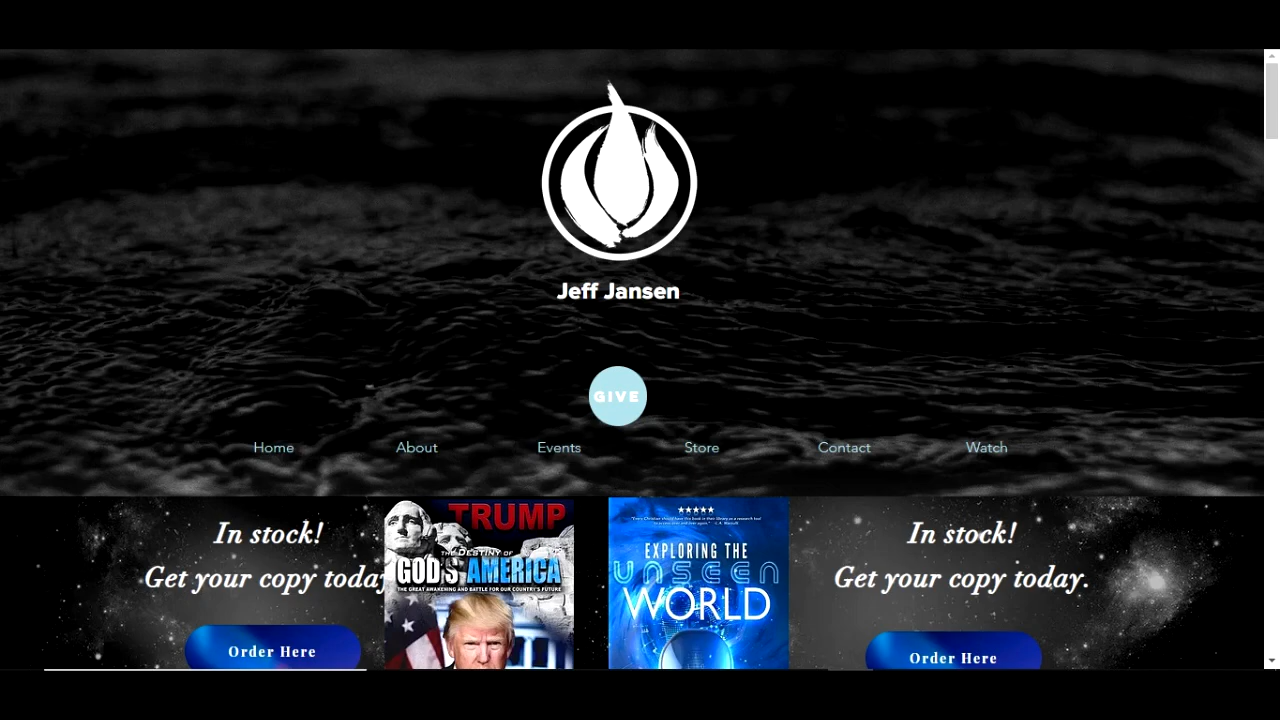 Jeff Jansen
GIVE
Home About Events Store Contact Watch
In stock!
Get your copy today
Order Here
TRUMP
THE DESTINY OF
GOD'S AMERICA
THE GREAT AWAKENING AND BATTLE FOR OUR COUNTRY'S FUTURE
EXPLORING THE
UNSEEN
WORLD
In stock!
Get your copy today.
Order Here